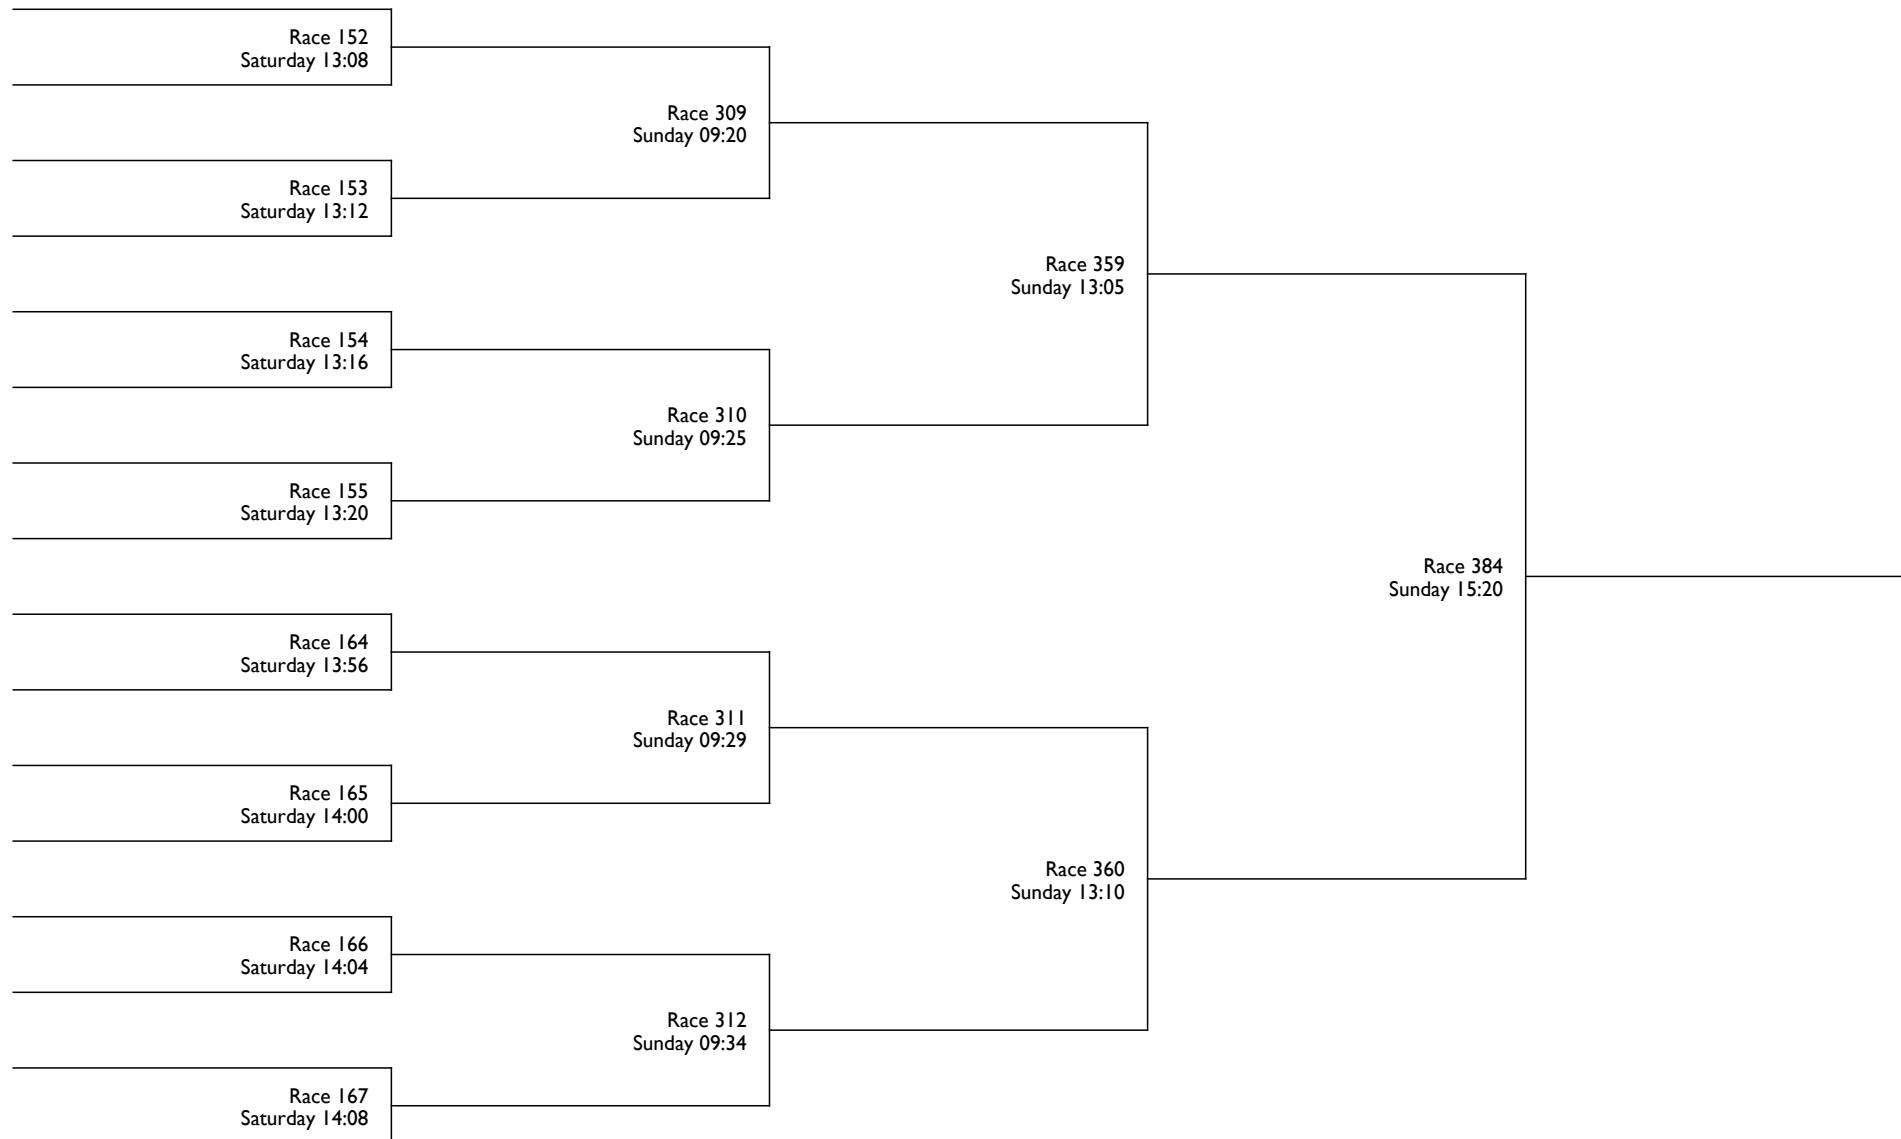 Race 152
Saturday 13:08
Race 309
Sunday 09:20
Race 153
Saturday 13:12
Race 359
Sunday 13:05
Race 154
Saturday 13:16
Race 310
Sunday 09:25
Race 155
Saturday 13:20
Race 384
Sunday 15:20
Race 164
Saturday 13:56
Race 311
Sunday 09:29
Race 165
Saturday 14:00
Race 360
Sunday 13:10
Race 166
Saturday 14:04
Race 312
Sunday 09:34
Race 167
Saturday 14:08